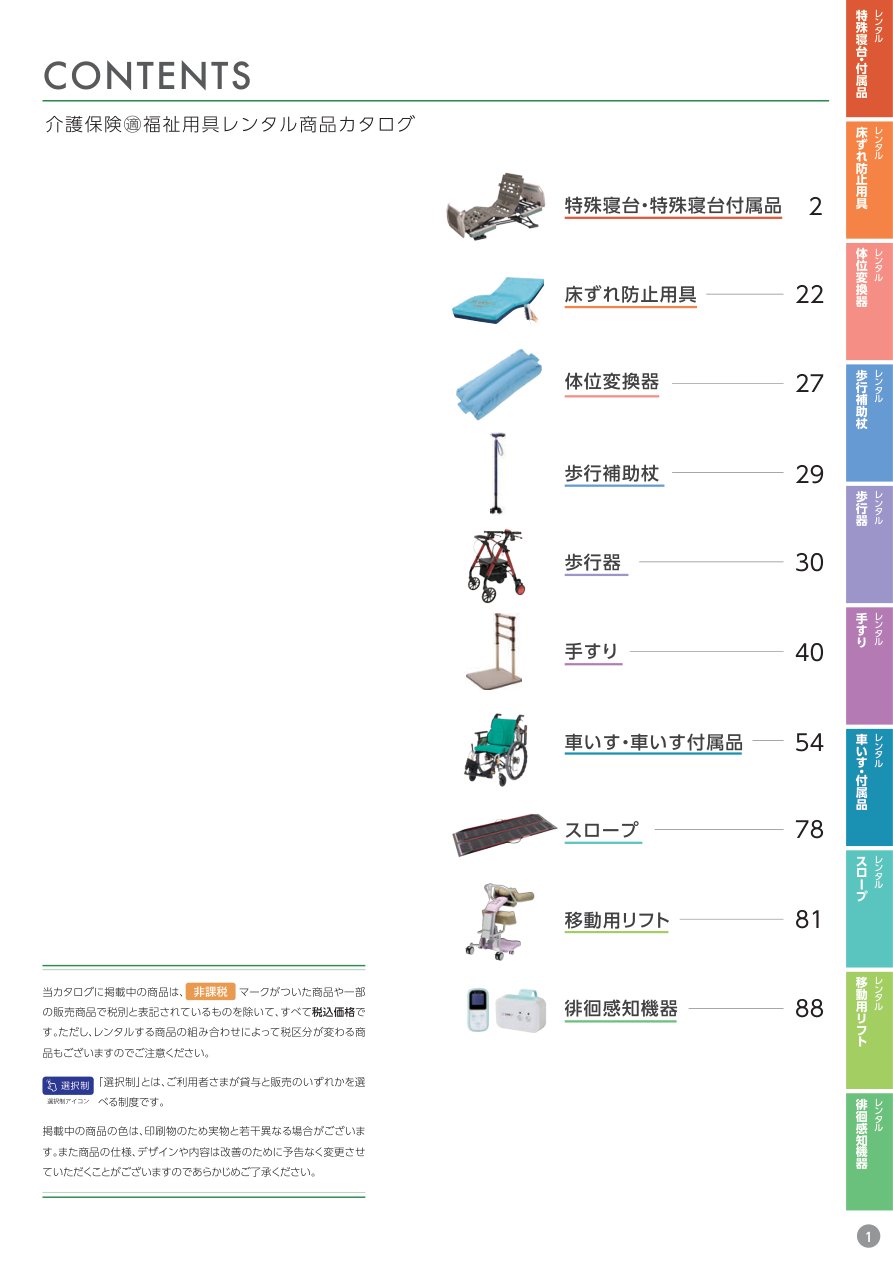 CONTENTS
介護保険適福祉用具レンタル商品カタログ
特殊寝台・特殊寝台付属品 2
床ずれ防止用具 22
体位変換器 27
歩行補助杖 29
歩行器 30
手すり 40
車いす・車いす付属品 54
スロープ 78
移動用リフト 81
徘徊感知機器 88
当カタログに掲載中の商品は、 非課税 マークがついた商品や一部
の販売商品で税別と表記されているものを除いて、すべて税込価格で
す。ただし、レンタルする商品の組み合わせによって税区分が変わる商
品もございますのでご注意ください。
選択制 「選択制」とは、ご利用者さまが貸与と販売のいずれかを選
選択制アイコン べる制度です。
掲載中の商品の色は、印刷物のため実物と若干異なる場合がございま
す。また商品の仕様、デザインや内容は改善のために予告なく変更させ
ていただくことがございますのであらかじめご了承ください。
レンタル
特殊寝台・付属品
レンタル
床ずれ防止用具
レンタル
体位変換器
レンタル
歩行補助杖
レンタル
歩行器
レンタル
手すり
レンタル
車いす・付属品
レンタル
スロープ
レンタル
移動用リフト
レンタル
徘徊感知機器
1